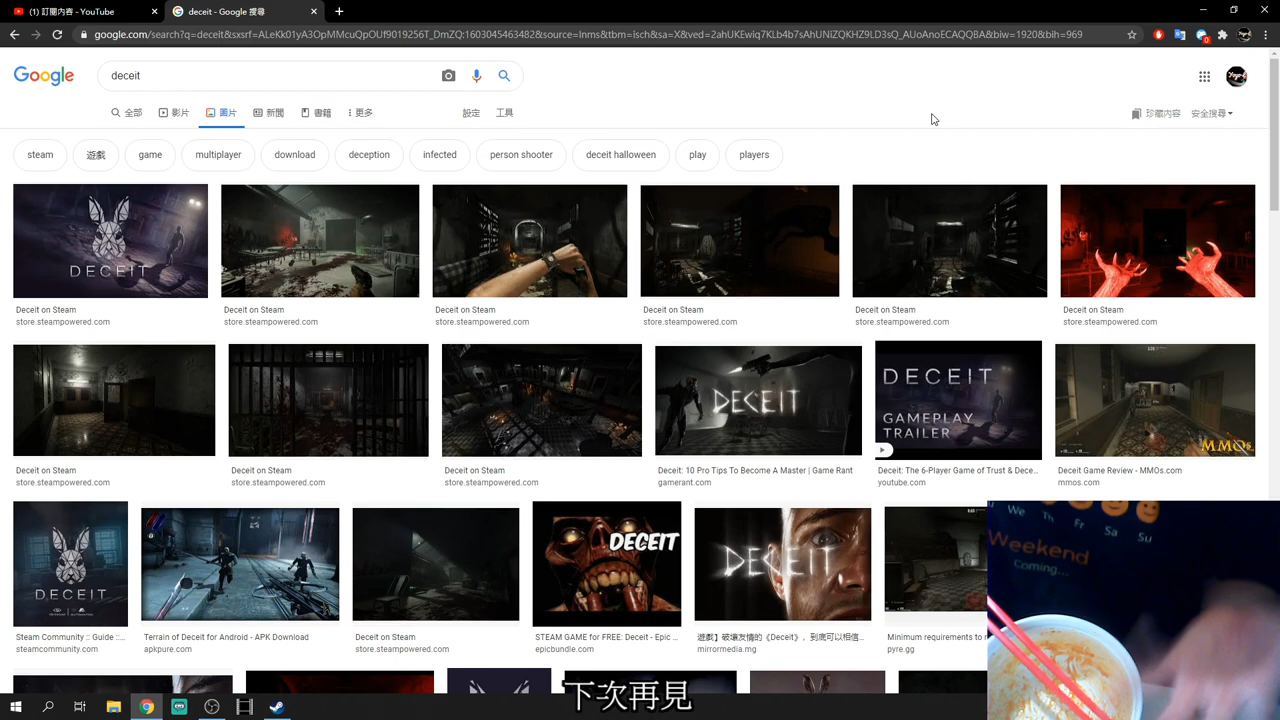 (1) 訂閱內容 - YouTube
deceit - Google 搜尋
google.com/search?q=deceit&sxsrf=ALeKk01yA3OpMMcuQpOUf9019256T_DmZQ:1603045463482&source=lnms&tbm=isch&sa=X&ved=2ahUKEwiq7KLb4b7sAhUNiZQKHZ9LD3sQ_AUoAnoECAQQBA&biw=1920&bih=969
Google
deceit
全部
影片
圖片
新聞
書籍
更多
設定
工具
珍藏內容
安全搜尋
steam
遊戲
game
multiplayer
download
deception
infected
person shooter
deceit halloween
play
players
DECEIT
Deceit on Steam
store.steampowered.com
Deceit on Steam
store.steampowered.com
Deceit on Steam
store.steampowered.com
Deceit on Steam
store.steampowered.com
Deceit on Steam
store.steampowered.com
Deceit on Steam
store.steampowered.com
DECEIT
DECEIT
GAMEPLAY
TRAILER
MMOs
Deceit on Steam
store.steampowered.com
Deceit on Steam
store.steampowered.com
Deceit on Steam
store.steampowered.com
Deceit: 10 Pro Tips To Become A Master | Game Rant
gamerant.com
Deceit: The 6-Player Game of Trust & Dece...
youtube.com
Deceit Game Review - MMOs.com
mmos.com
DECEIT
DECEIT
DECEIT
We Th Fr Sa Su
Weekend
Coming...
Steam Community :: Guide ::...
steamcommunity.com
Terrain of Deceit for Android - APK Download
apkpure.com
Deceit on Steam
store.steampowered.com
STEAM GAME for FREE: Deceit - Epic ...
epicbundle.com
遊戲】破壞友情的《Deceit》，到底可以相信...
mirrormedia.mg
Minimum requirements to r
pyre.gg
下次再見